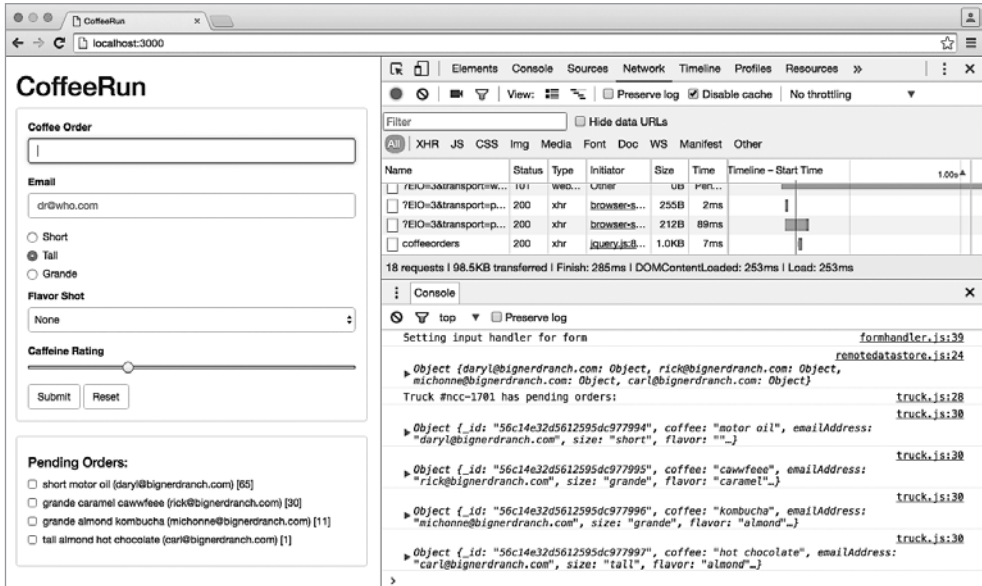 CoffeeRun
localhost:3000
CoffeeRun
Coffee Order
Email
dr@who.com
Short
Tall
Grande
Flavor Shot
None
Caffeine Rating
Submit Reset
Pending Orders:
short motor oil (daryl@bignerdranch.com) [65]
grande caramel cawwfeee (rick@bignerdranch.com) [30]
grande almond kombucha (michonne@bignerdranch.com) [11]
tall almond hot chocolate (carl@bignerdranch.com) [1]
Elements Console Sources Network Timeline Profiles Resources »
View: Preserve log Disable cache No throttling
Filter Hide data URLs
All XHR JS CSS Img Media Font Doc WS Manifest Other
Name Status Type Initiator Size Time Timeline – Start Time 1.00s
?EIO=3&transport=w... 101 web... Other 0B Pen...
?EIO=3&transport=p... 200 xhr browser-s... 255B 2ms
?EIO=3&transport=p... 200 xhr browser-s... 212B 89ms
coffeeorders 200 xhr jquery.js:8... 1.0KB 7ms
18 requests | 98.5KB transferred | Finish: 285ms | DOMContentLoaded: 253ms | Load: 253ms
Console
top Preserve log
Setting input handler for form formhandler.js:39
remotedatastore.js:24
Object {daryl@bignerdranch.com: Object, rick@bignerdranch.com: Object,
michonne@bignerdranch.com: Object, carl@bignerdranch.com: Object}
Truck #ncc-1701 has pending orders: truck.js:28
truck.js:30
Object {_id: "56c14e32d5612595dc977994", coffee: "motor oil", emailAddress:
"daryl@bignerdranch.com", size: "short", flavor: ""…}
truck.js:30
Object {_id: "56c14e32d5612595dc977995", coffee: "cawwfeee", emailAddress:
"rick@bignerdranch.com", size: "grande", flavor: "caramel"…}
truck.js:30
Object {_id: "56c14e32d5612595dc977996", coffee: "kombucha", emailAddress:
"michonne@bignerdranch.com", size: "grande", flavor: "almond"…}
truck.js:30
Object {_id: "56c14e32d5612595dc977997", coffee: "hot chocolate", emailAddress:
"carl@bignerdranch.com", size: "tall", flavor: "almond"…}
>